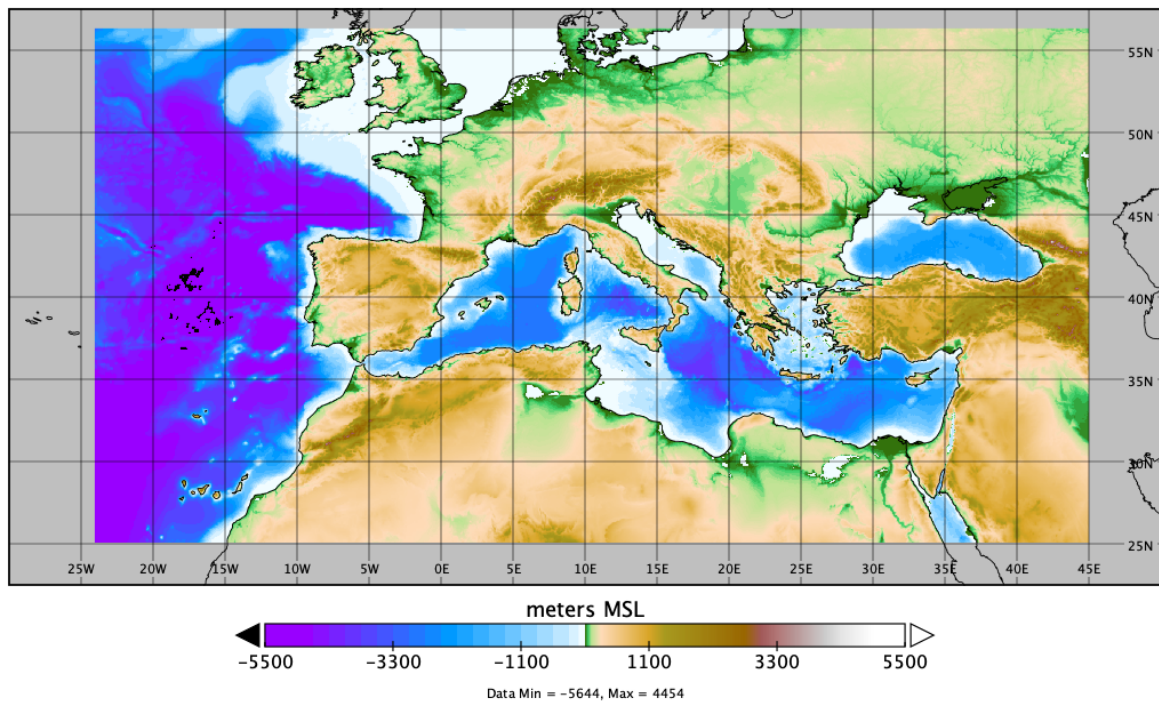 55N
50N
45N
40N
35N
30N
25N
25W 20W 15W 10W 5W 0E 5E 10E 15E 20E 25E 30E 35E 40E 45E
meters MSL
-5500 -3300 -1100 1100 3300 5500
Data Min = -5644, Max = 4454